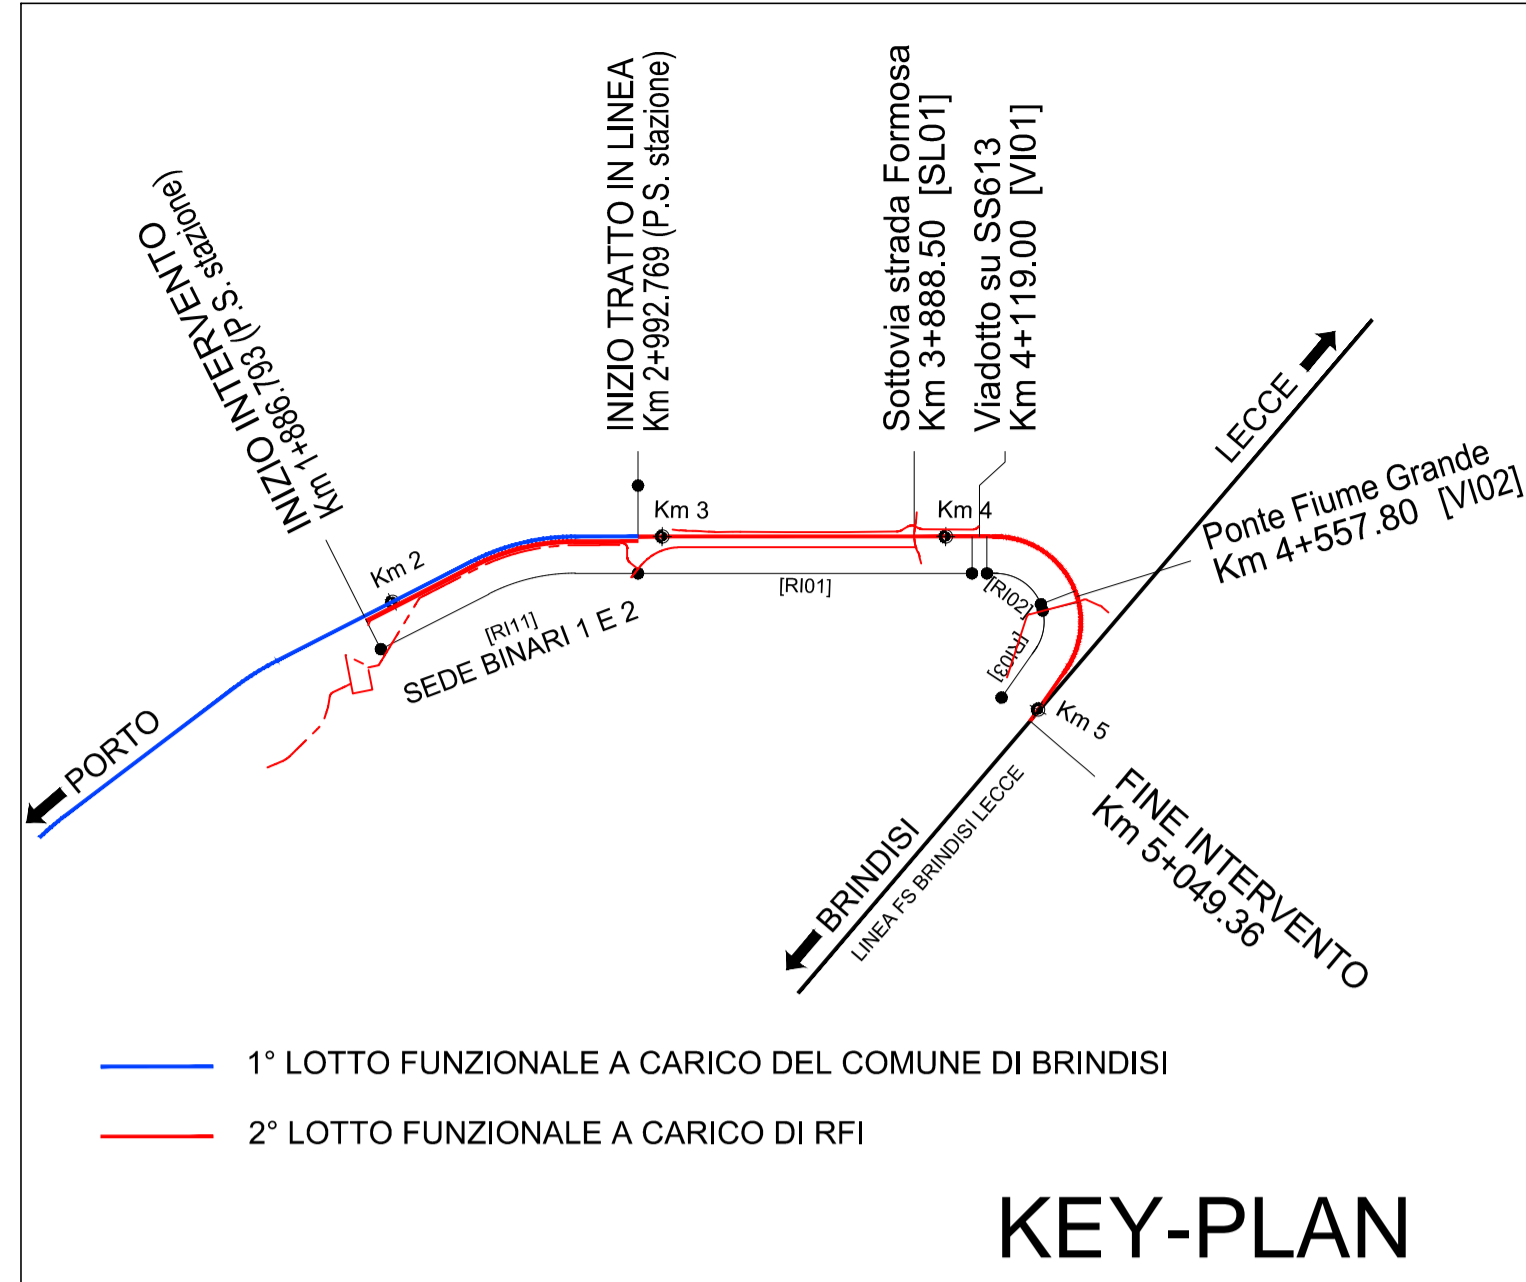 INIZIO INTERVENTO
Km 1+886.793 (P.S. stazione)
INIZIO TRATTO IN LINEA
Km 2+992.769 (P.S. stazione)
Sottovia strada Formosa
Km 3+888.50 [SL01]
Viadotto su SS613
Km 4+119.00 [VI01]
LECCE
Ponte Fiume Grande
Km 4+557.80 [VI02]
Km 2
Km 3
Km 4
[RI01]
[RI02]
[RI03]
[RI11]
SEDE BINARI 1 E 2
Km 5
PORTO
FINE INTERVENTO
Km 5+049.36
BRINDISI
LINEA FS BRINDISI LECCE
1° LOTTO FUNZIONALE A CARICO DEL COMUNE DI BRINDISI
2° LOTTO FUNZIONALE A CARICO DI RFI
KEY-PLAN